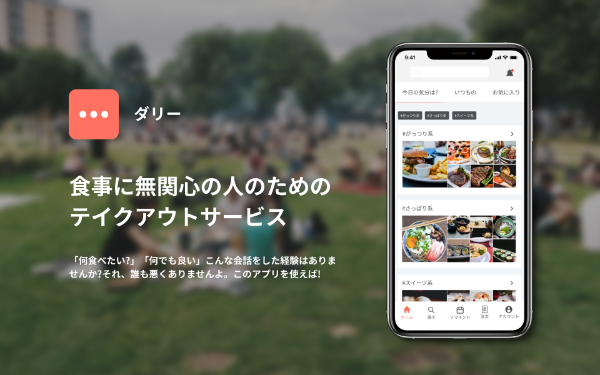 ダリー
食事に無関心の人のための
テイクアウトサービス
「何食べたい?」「何でも良い」こんな会話をした経験はありま
せんか?それ、誰も悪くありませんよ。このアプリを使えば!
9:41
今日の気分は? いつもの お気に入り
#がっつり系 #さっぱり系 #スイーツ系
#がっつり系
#さっぱり系
#スイーツ系
ホーム 探す リマインド 注文 アカウント